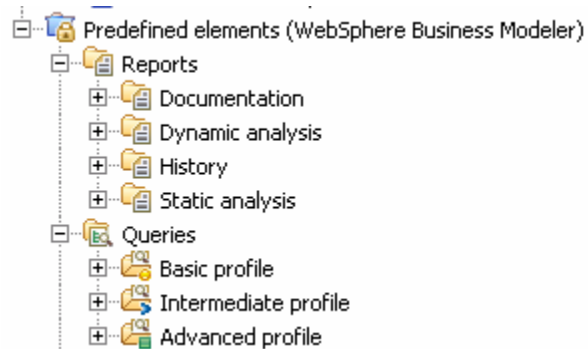 Predefined elements (WebSphere Business Modeler)
Reports
Documentation
Dynamic analysis
History
Static analysis
Queries
Basic profile
Intermediate profile
Advanced profile